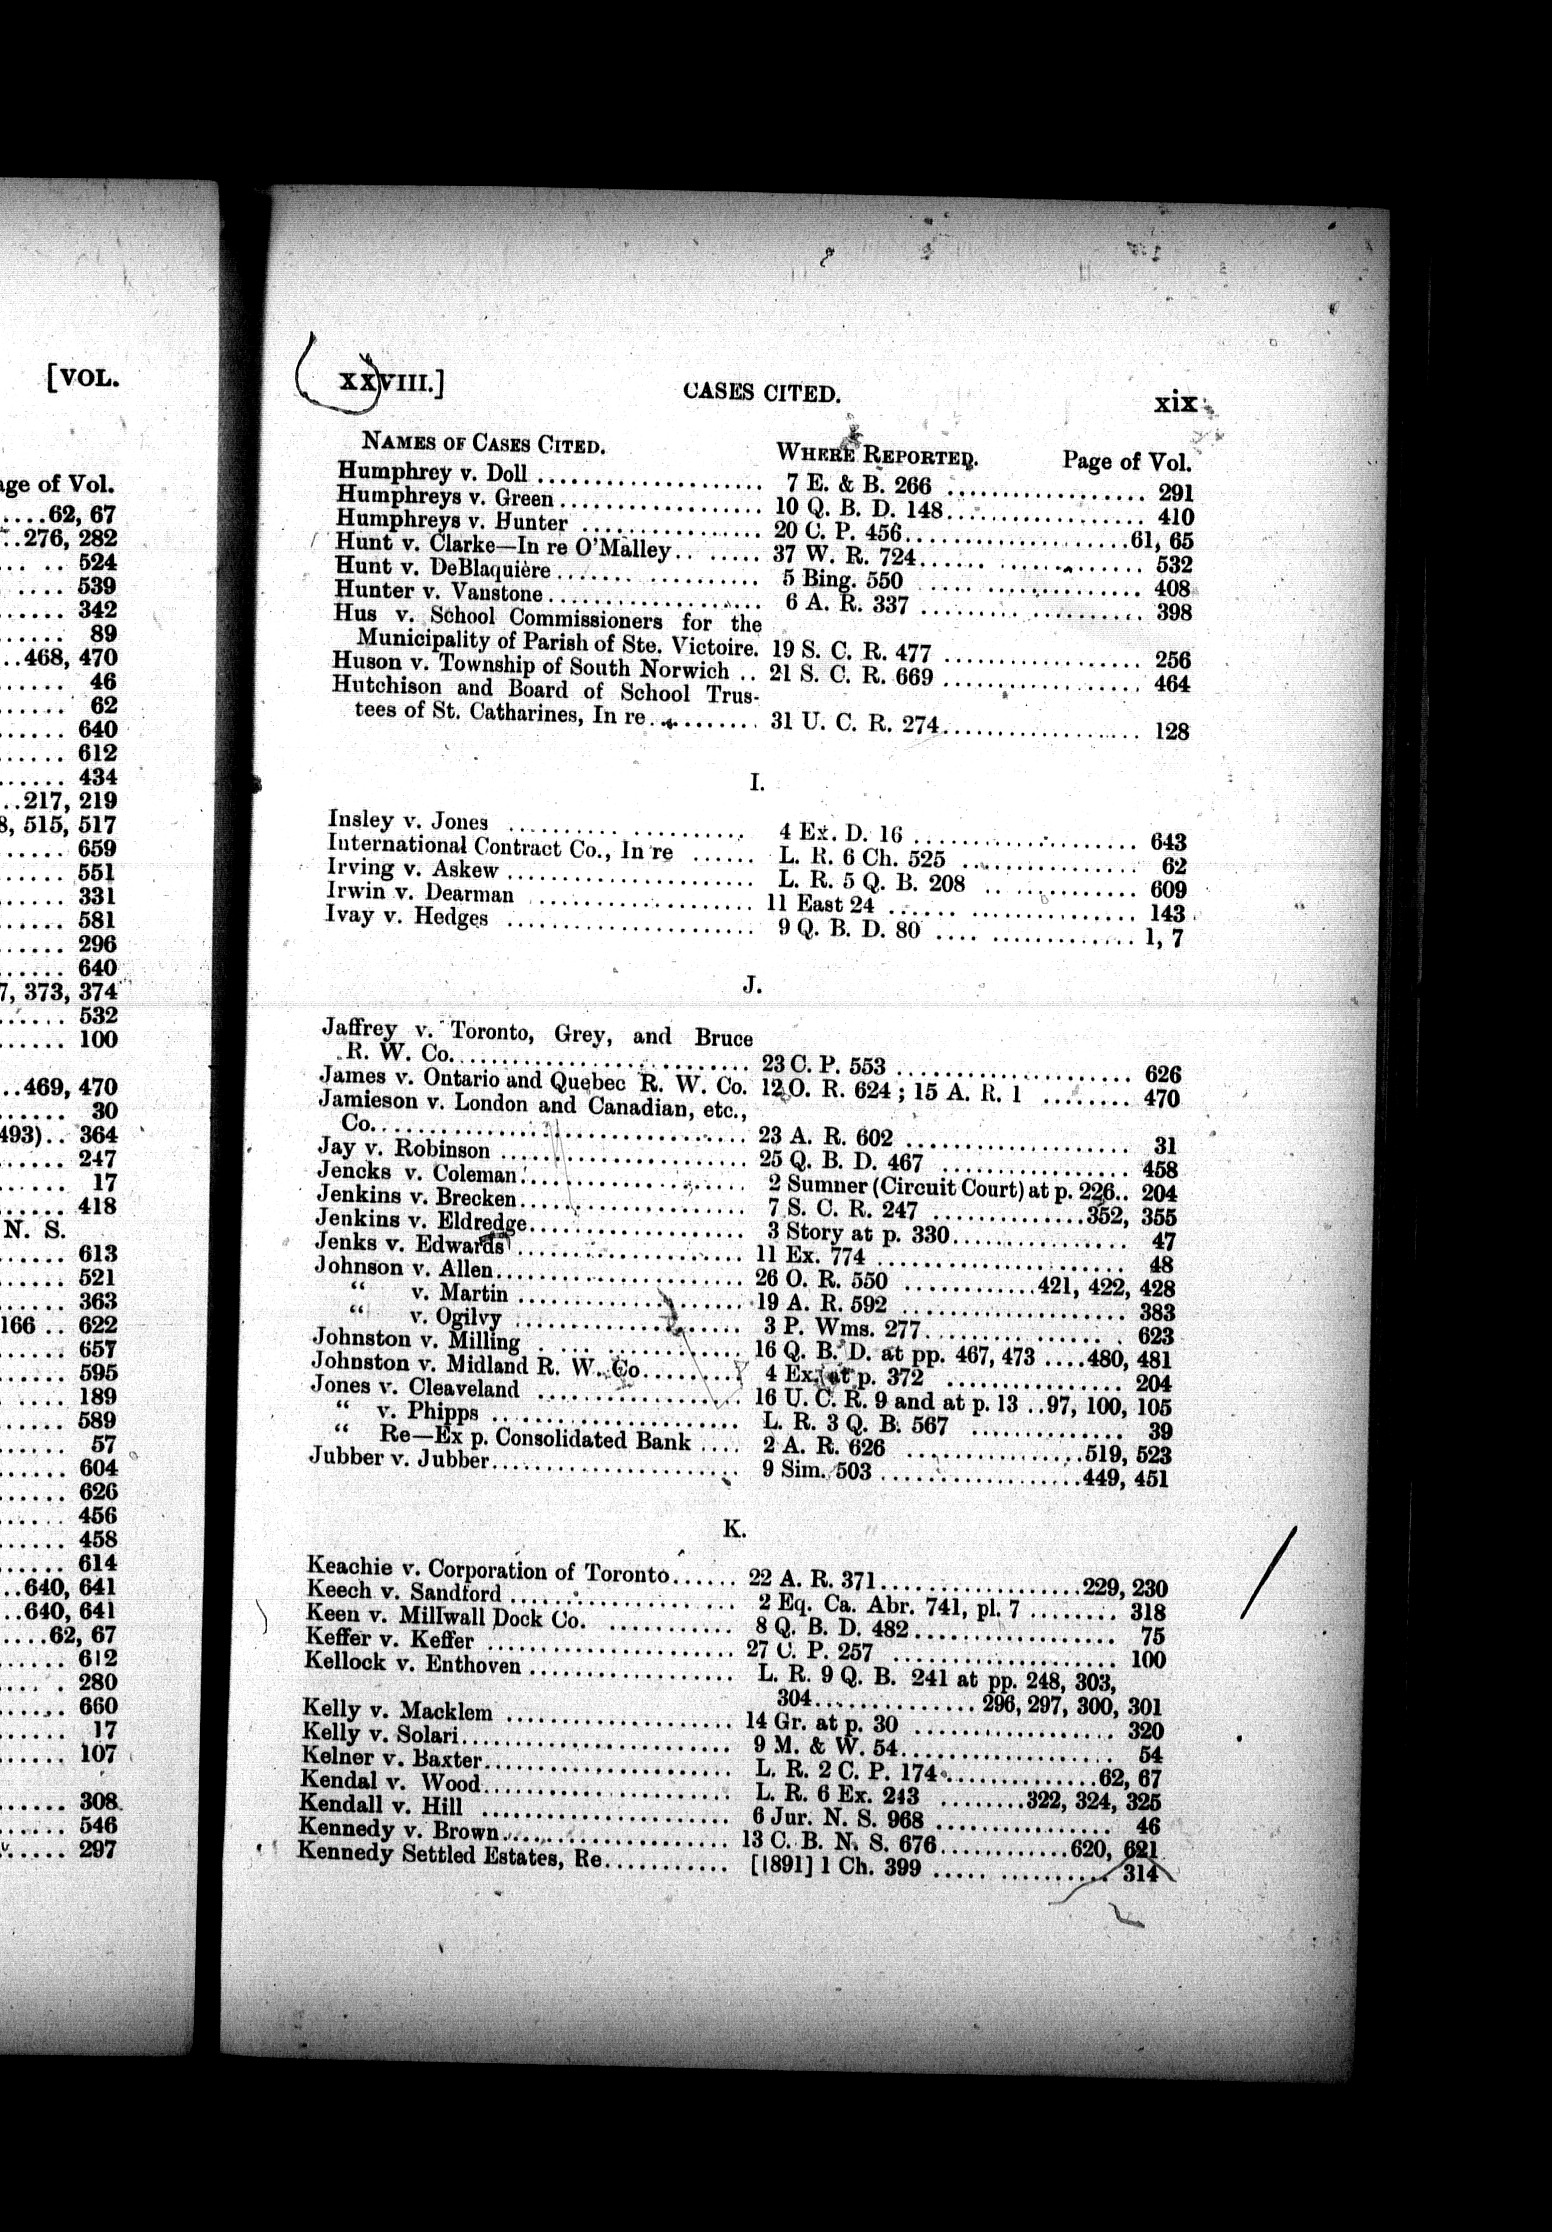 [VOL.
age of Vol.
....62, 67
..276, 282
524
539
342
89
..468, 470
46
62
640
612
434
..217, 219
8, 515, 517
659
551
331
581
296
640
7, 373, 374
532
100
..469, 470
30
493).. 364
247
17
418
N. S.
613
521
363
166 .. 622
657
595
189
589
57
604
626
456
458
614
..640, 641
..640, 641
....62, 67
612
280
660
17
107
308
546
297
XXVIII.] CASES CITED. xix
NAMES OF CASES CITED. WHERE REPORTED. Page of Vol.
Humphrey v. Doll .................... 7 E. & B. 266 .................. 291
Humphreys v. Green .................. 10 Q. B. D. 148.................. 410
Humphreys v. Hunter ................ 20 C. P. 456.....................61, 65
Hunt v. Clarke—In re O'Malley........ 37 W. R. 724.................... 532
Hunt v. DeBlaquière.................. 5 Bing. 550 .................... 408
Hunter v. Vanstone.................... 6 A. R. 337 .................... 398
Hus v. School Commissioners for the
Municipality of Parish of Ste. Victoire. 19 S. C. R. 477 .................. 256
Huson v. Township of South Norwich .. 21 S. C. R. 669 .................. 464
Hutchison and Board of School Trus-
tees of St. Catharines, In re.......... 31 U. C. R. 274.................. 128
I.
Insley v. Jones ...................... 4 Ex. D. 16 .................... 643
International Contract Co., In re ...... L. R. 6 Ch. 525 ................ 62
Irving v. Askew ...................... L. R. 5 Q. B. 208 .............. 609
Irwin v. Dearman .................... 11 East 24 ...................... 143
Ivay v. Hedges ...................... 9 Q. B. D. 80 .................. 1, 7
J.
Jaffrey v. Toronto, Grey, and Bruce
R. W. Co............................ 23 C. P. 553 .................... 626
James v. Ontario and Quebec R. W. Co. 12 O. R. 624 ; 15 A. R. 1 ........ 470
Jamieson v. London and Canadian, etc.,
Co.................................. 23 A. R. 602 .................... 31
Jay v. Robinson ...................... 25 Q. B. D. 467 ................ 458
Jencks v. Coleman.................... 2 Sumner (Circuit Court) at p. 226.. 204
Jenkins v. Brecken.................... 7 S. C. R. 247 ..............352, 355
Jenkins v. Eldredge.................... 3 Story at p. 330................ 47
Jenks v. Edwards .................... 11 Ex. 774 ...................... 48
Johnson v. Allen...................... 26 O. R. 550 ............421, 422, 428
“ v. Martin .................... 19 A. R. 592 .................... 383
“ v. Ogilvy .................... 3 P. Wms. 277.................. 623
Johnston v. Milling .................. 16 Q. B. D. at pp. 467, 473 ....480, 481
Johnston v. Midland R. W. Co.......... 4 Ex. at p. 372 ................ 204
Jones v. Cleaveland .................. 16 U. C. R. 9 and at p. 13 ..97, 100, 105
“ v. Phipps ...................... L. R. 3 Q. B. 567 .............. 39
“ Re—Ex p. Consolidated Bank .... 2 A. R. 626 ................519, 523
Jubber v. Jubber...................... 9 Sim. 503 ..................449, 451
K.
Keachie v. Corporation of Toronto...... 22 A. R. 371..................229, 230
Keech v. Sandford .................... 2 Eq. Ca. Abr. 741, pl. 7 ........ 318
Keen v. Millwall Dock Co. ............ 8 Q. B. D. 482.................. 75
Keffer v. Keffer ...................... 27 C. P. 257 .................... 100
Kellock v. Enthoven .................. L. R. 9 Q. B. 241 at pp. 248, 303,
304.............. 296, 297, 300, 301
Kelly v. Macklem .................... 14 Gr. at p. 30 .................. 320
Kelly v. Solari........................ 9 M. & W. 54.................... 54
Kelner v. Baxter...................... L. R. 2 C. P. 174..............62, 67
Kendal v. Wood...................... L. R. 6 Ex. 243 ........322, 324, 325
Kendall v. Hill ...................... 6 Jur. N. S. 968 ................ 46
Kennedy v. Brown.................... 13 C. B. N. S. 676............620, 621
Kennedy Settled Estates, Re............ [1891] 1 Ch. 399 ................ 314